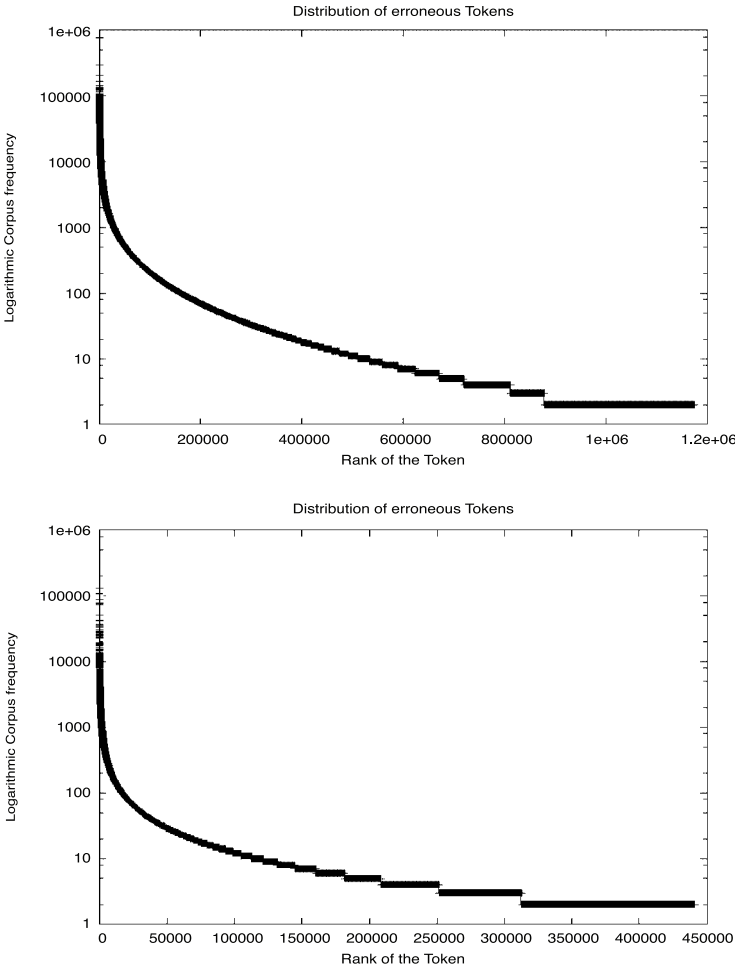 Distribution of erroneous Tokens
1e+06
100000
10000
1000
100
10
1
Logarithmic Corpus frequency
0 200000 400000 600000 800000 1e+06 1.2e+06
Rank of the Token
Distribution of erroneous Tokens
1e+06
100000
10000
1000
100
10
1
Logarithmic Corpus frequency
0 50000 100000 150000 200000 250000 300000 350000 400000 450000
Rank of the Token